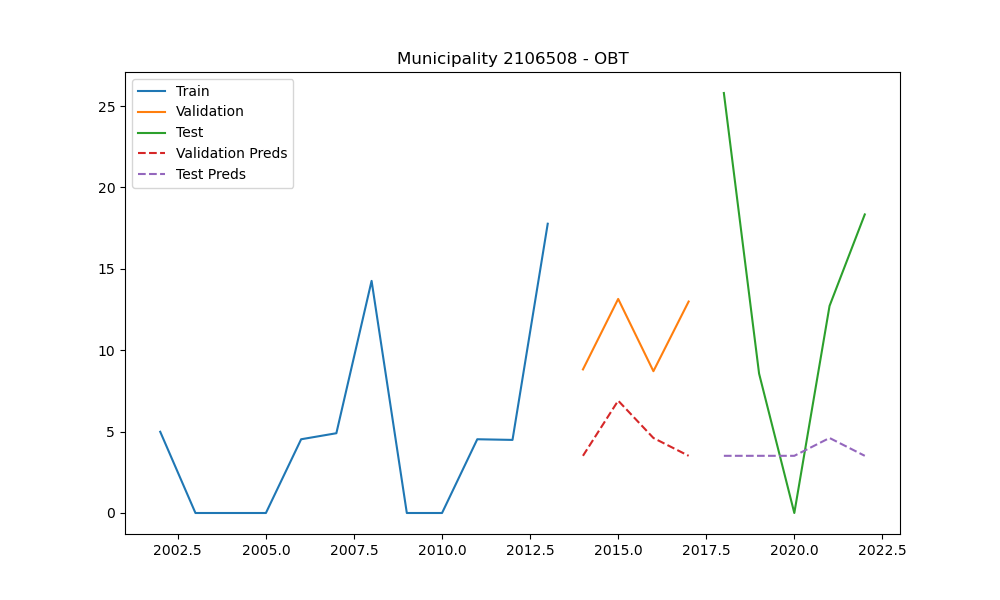 Municipality 2106508 - OBT
Train
Validation
Test
Validation Preds
Test Preds
25
20
15
10
5
0
2002.5 2005.0 2007.5 2010.0 2012.5 2015.0 2017.5 2020.0 2022.5